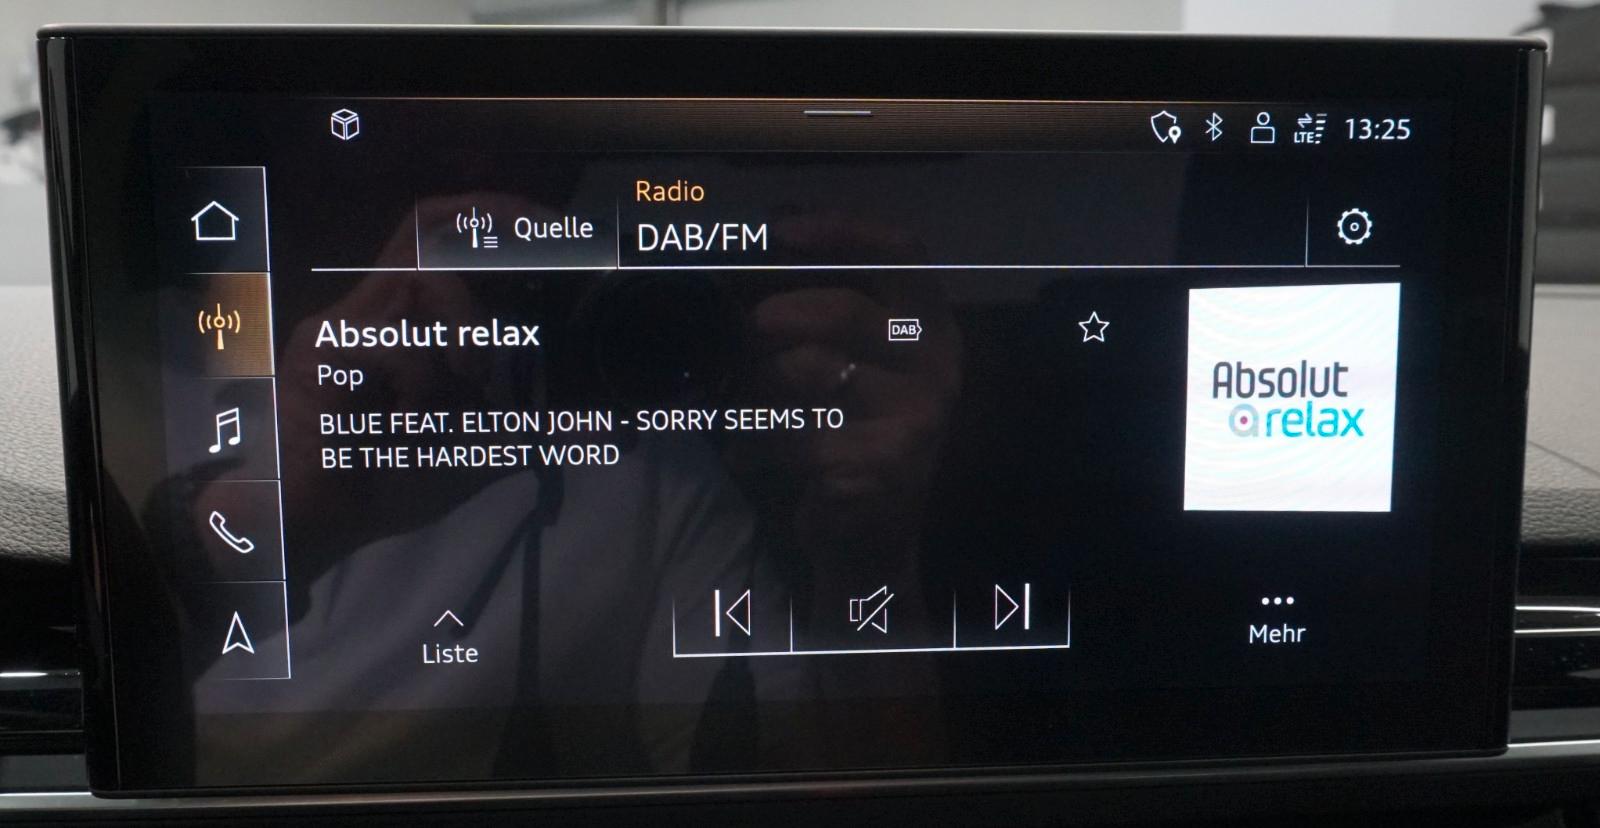 LTE
13:25
Quelle
Radio
DAB/FM
Absolut relax
DAB
Pop
BLUE FEAT. ELTON JOHN - SORRY SEEMS TO
BE THE HARDEST WORD
Absolut
relax
Liste
Mehr